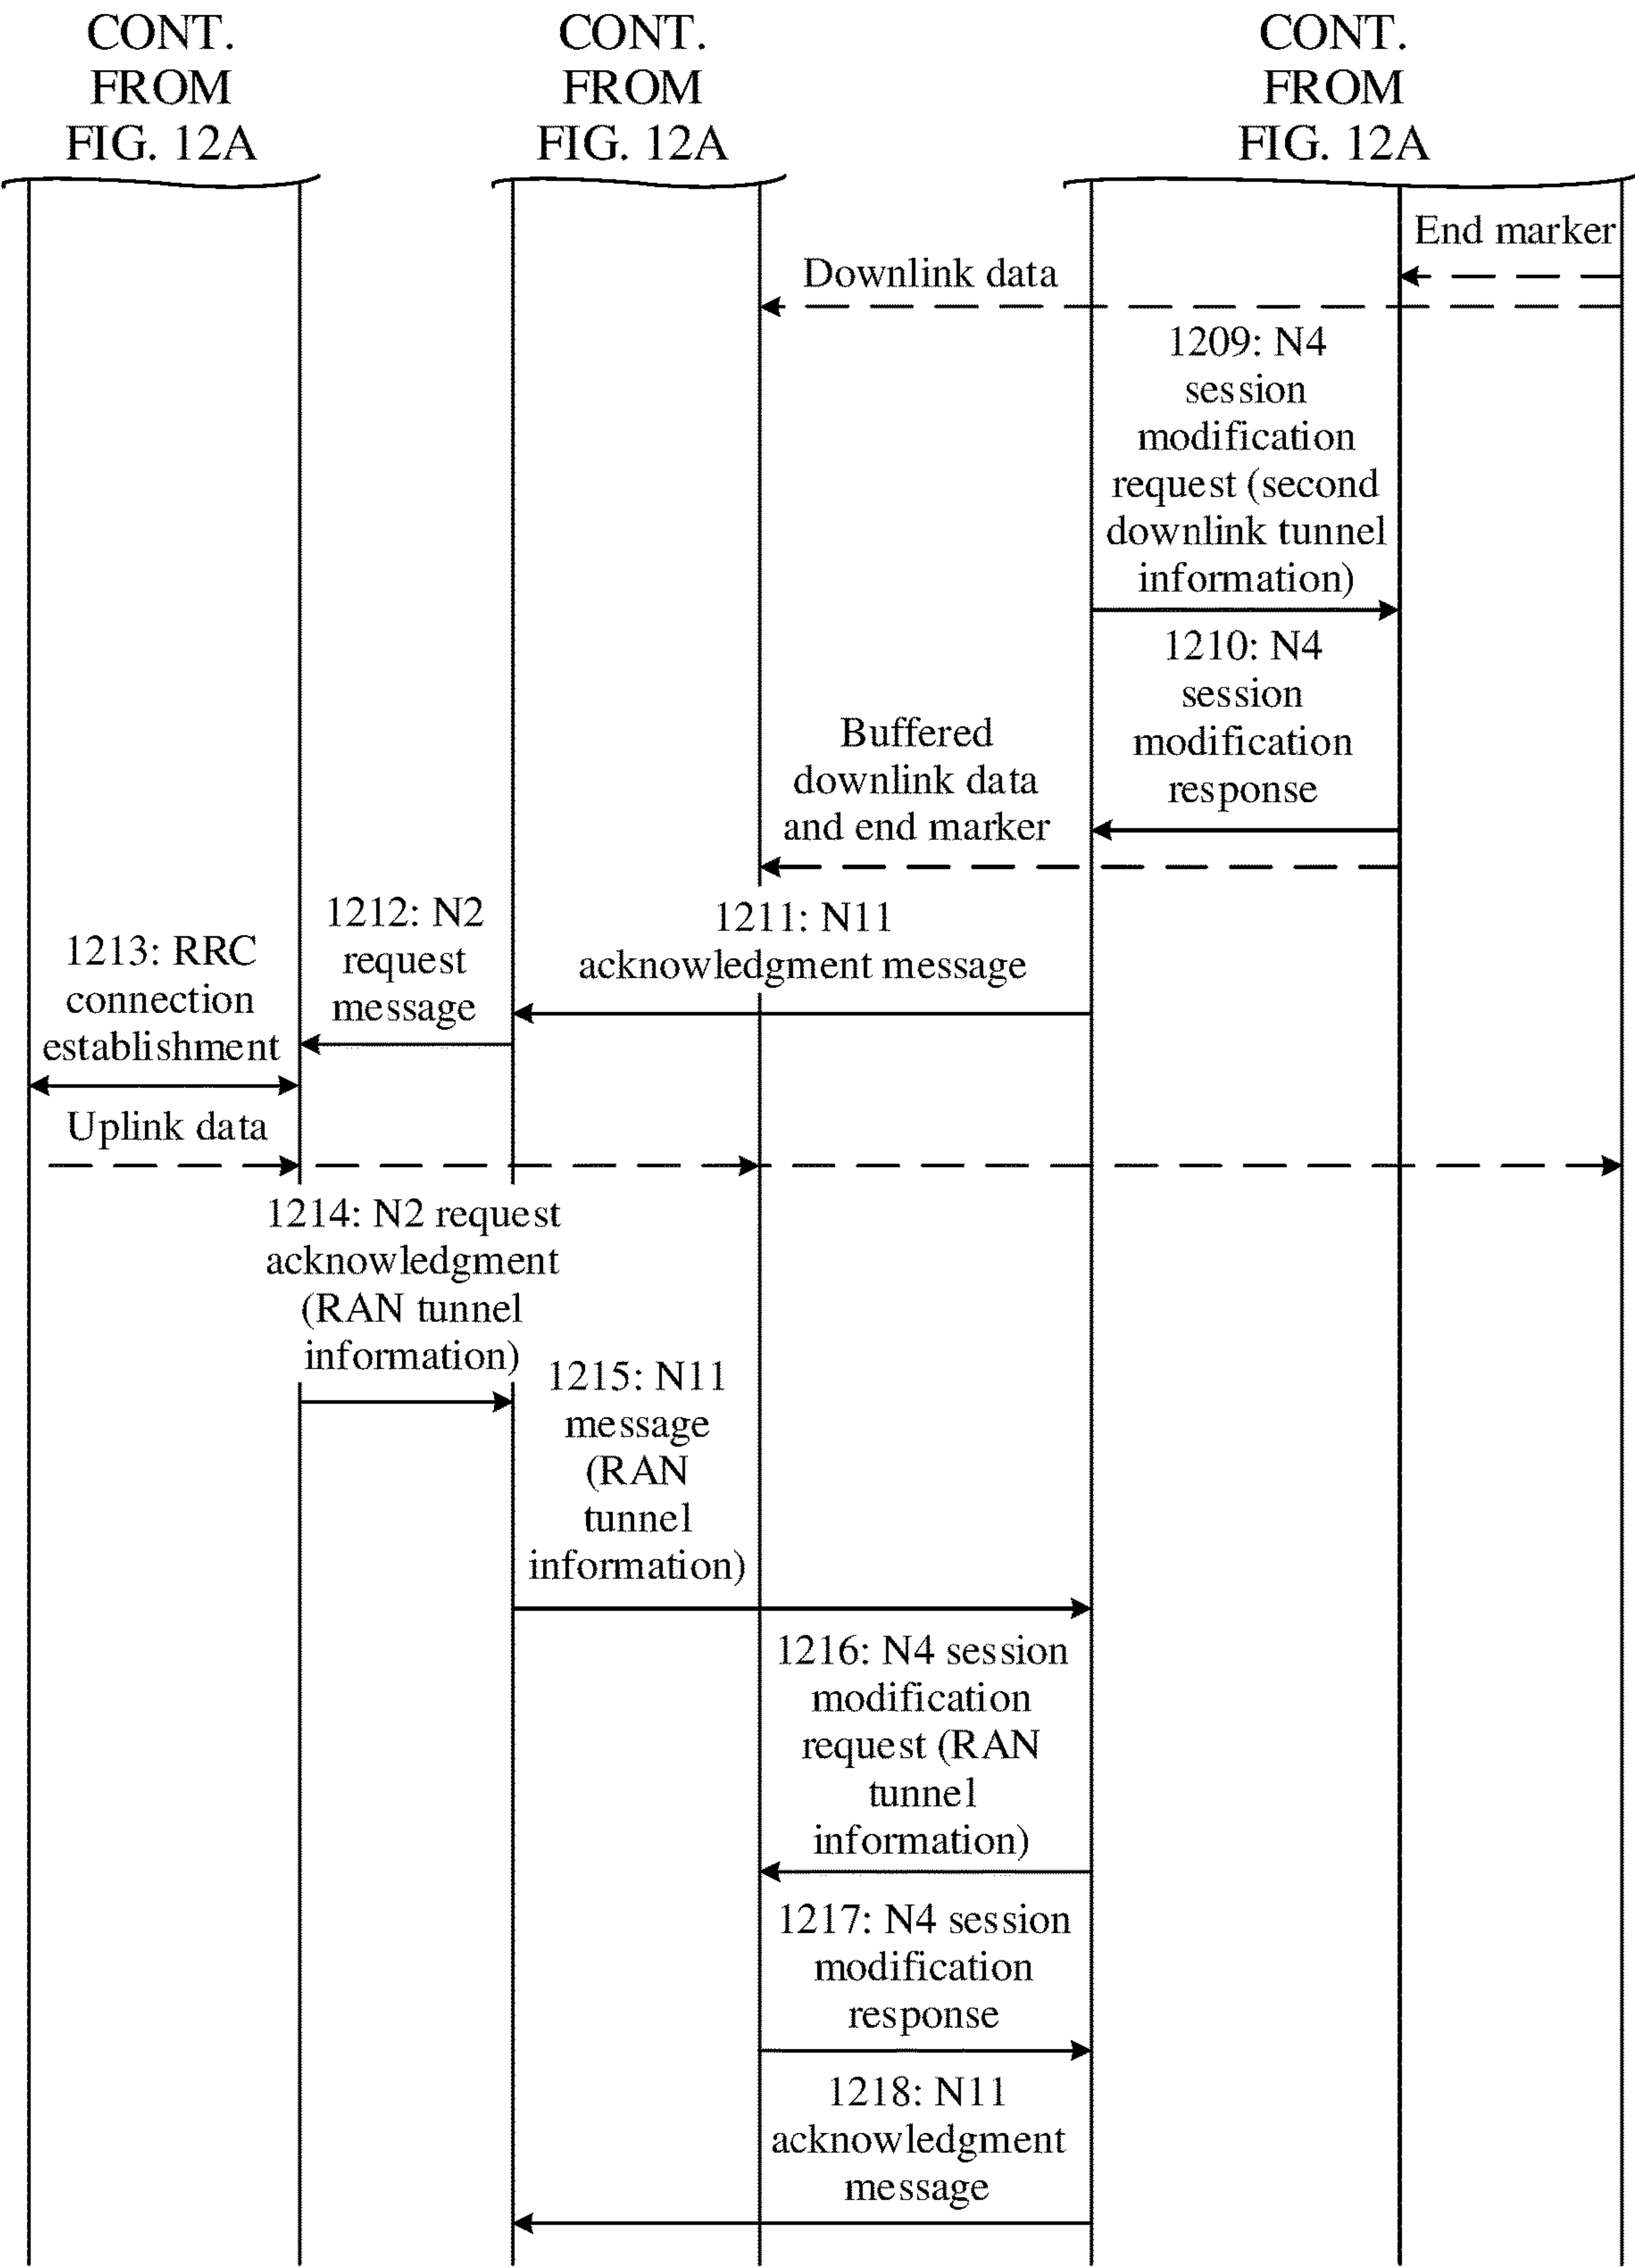 CONT.
FROM
FIG. 12A
CONT.
FROM
FIG. 12A
CONT.
FROM
FIG. 12A
End marker
Downlink data
1209: N4
session
modification
request (second
downlink tunnel
information)
1210: N4
session
modification
response
Buffered
downlink data
and end marker
1211: N11
acknowledgment message
1212: N2
request
message
1213: RRC
connection
establishment
Uplink data
1214: N2 request
acknowledgment
(RAN tunnel
information)
1215: N11
message
(RAN
tunnel
information)
1216: N4 session
modification
request (RAN
tunnel
information)
1217: N4 session
modification
response
1218: N11
acknowledgment
message